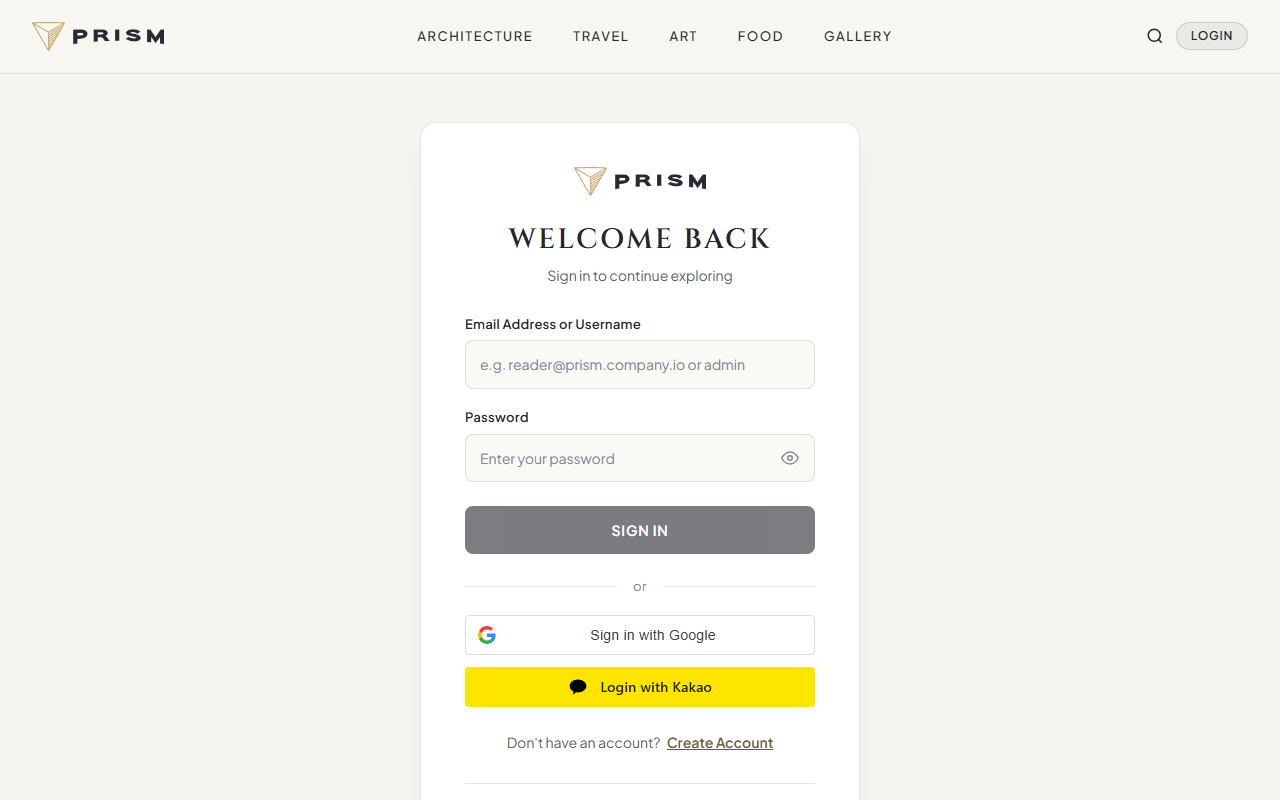 PRISM
ARCHITECTURE
TRAVEL
ART
FOOD
GALLERY
LOGIN
PRISM
WELCOME BACK
Sign in to continue exploring
Email Address or Username
e.g. reader@prism.company.io or admin
Password
Enter your password
SIGN IN
or
Sign in with Google
Login with Kakao
Don't have an account? Create Account